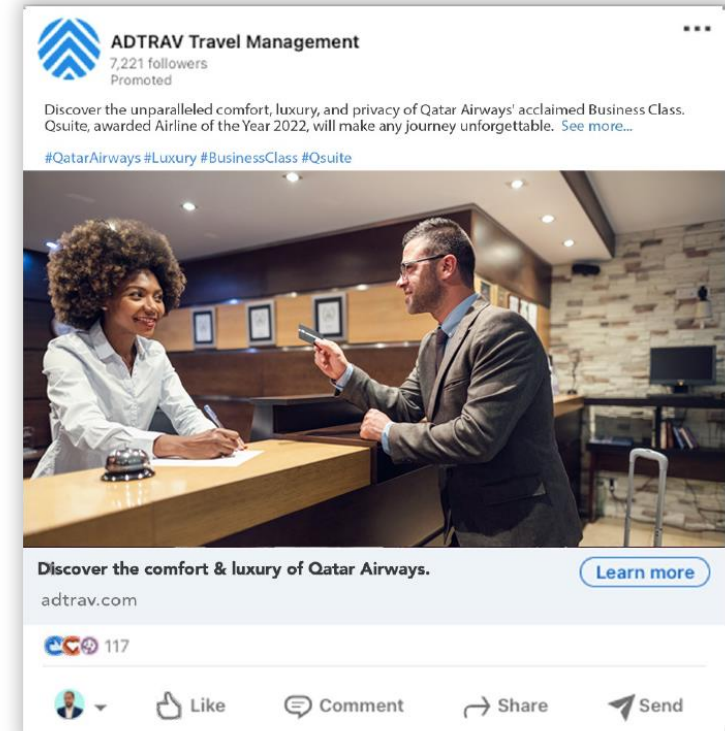 ADTRAV Travel Management
7,221 followers
Promoted
Discover the unparalleled comfort, luxury, and privacy of Qatar Airways' acclaimed Business Class.
Qsuite, awarded Airline of the Year 2022, will make any journey unforgettable. See more...
#QatarAirways #Luxury #BusinessClass #Qsuite
Discover the comfort & luxury of Qatar Airways.
Learn more
adtrav.com
117
Like Comment Share Send